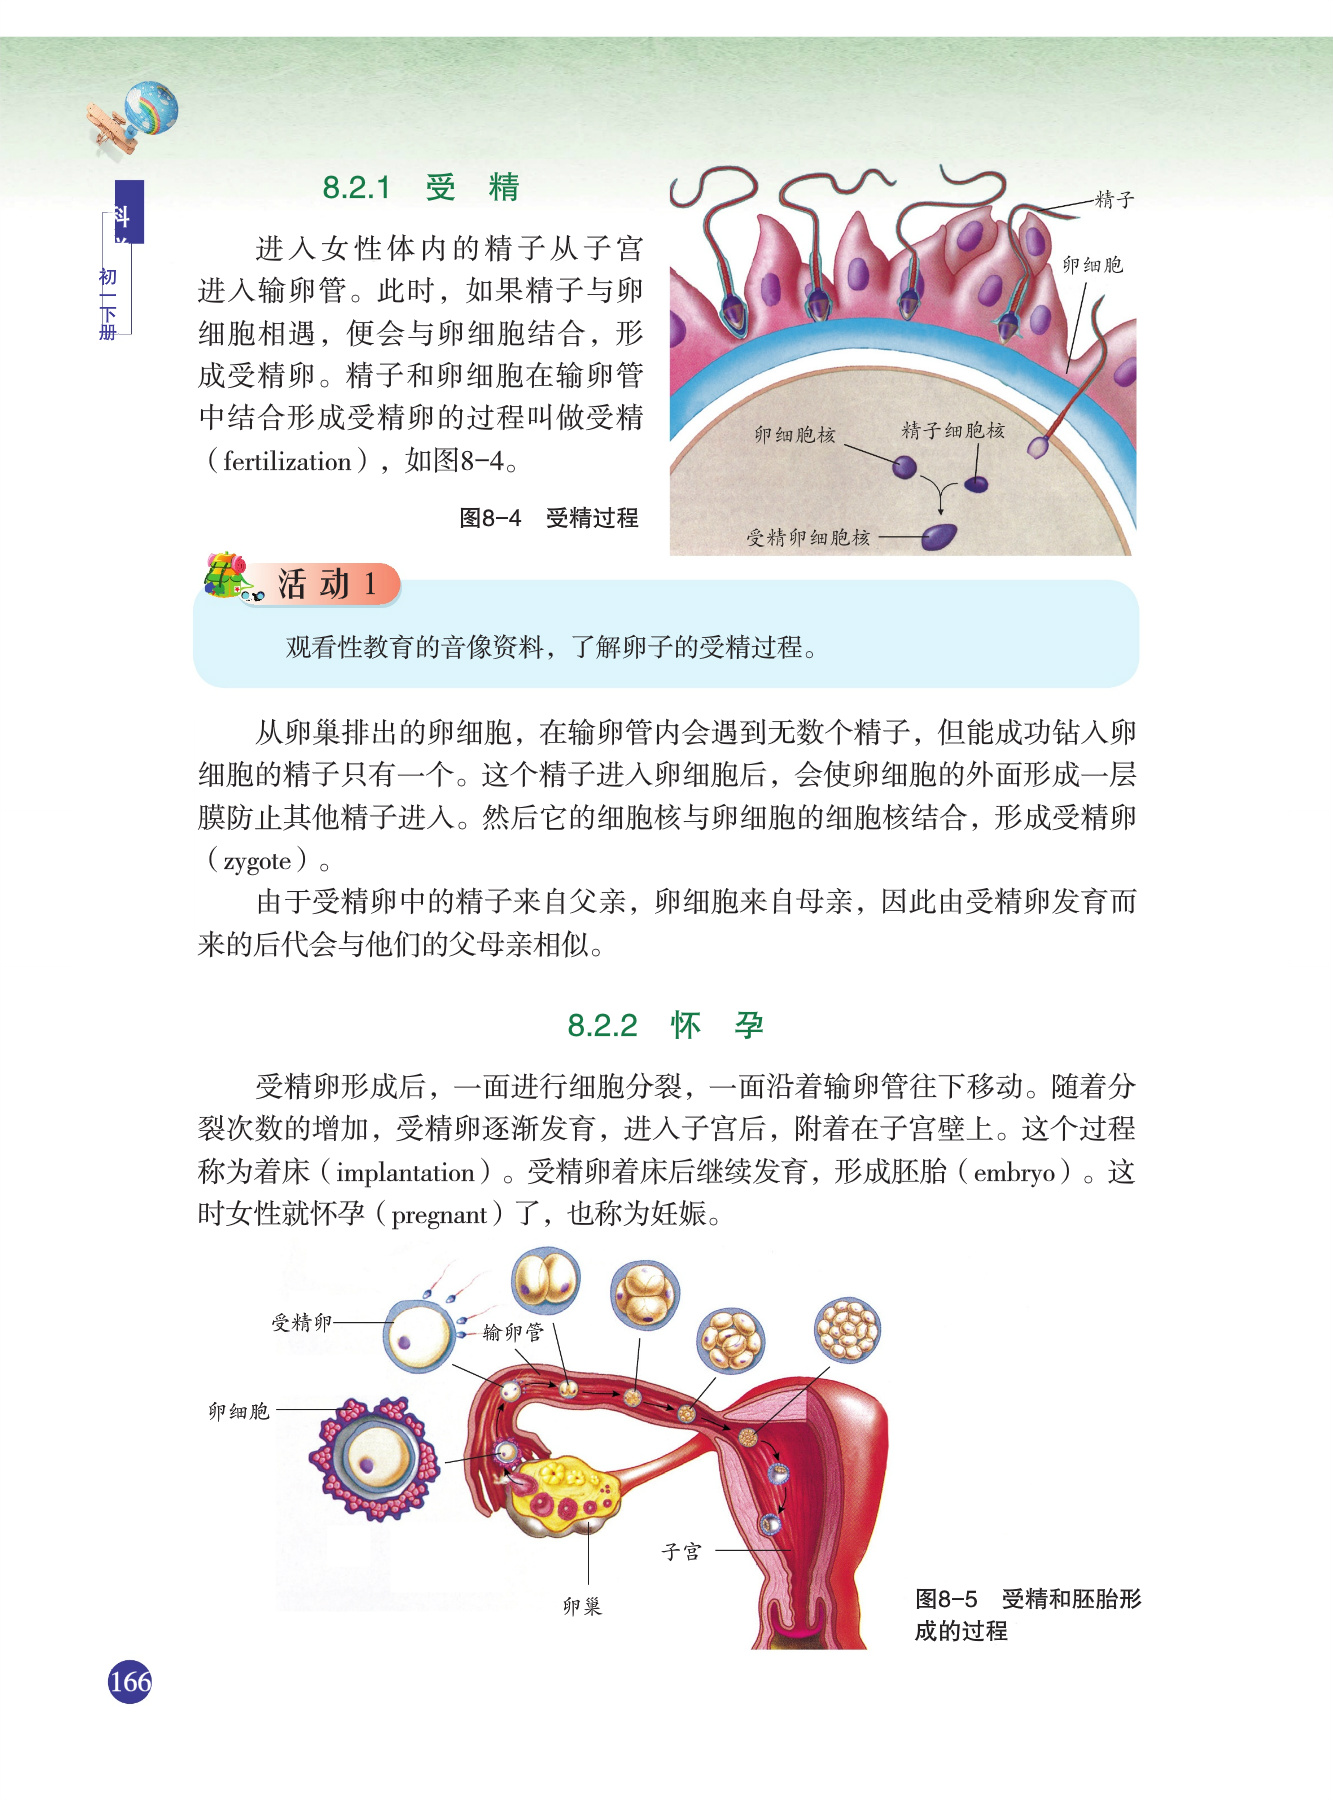 科
初一下册
8.2.1 受 精
进入女性体内的精子从子宫
进入输卵管。此时，如果精子与卵
细胞相遇，便会与卵细胞结合，形
成受精卵。精子和卵细胞在输卵管
中结合形成受精卵的过程叫做受精
（fertilization），如图8–4。
图8–4 受精过程
精子
卵细胞
卵细胞核
精子细胞核
受精卵细胞核
活动1
观看性教育的音像资料，了解卵子的受精过程。
从卵巢排出的卵细胞，在输卵管内会遇到无数个精子，但能成功钻入卵
细胞的精子只有一个。这个精子进入卵细胞后，会使卵细胞的外面形成一层
膜防止其他精子进入。然后它的细胞核与卵细胞的细胞核结合，形成受精卵
（zygote）。
由于受精卵中的精子来自父亲，卵细胞来自母亲，因此由受精卵发育而
来的后代会与他们的父母亲相似。
8.2.2 怀 孕
受精卵形成后，一面进行细胞分裂，一面沿着输卵管往下移动。随着分
裂次数的增加，受精卵逐渐发育，进入子宫后，附着在子宫壁上。这个过程
称为着床（implantation）。受精卵着床后继续发育，形成胚胎（embryo）。这
时女性就怀孕（pregnant）了，也称为妊娠。
受精卵
输卵管
卵细胞
子宫
卵巢
图8–5 受精和胚胎形
成的过程
166